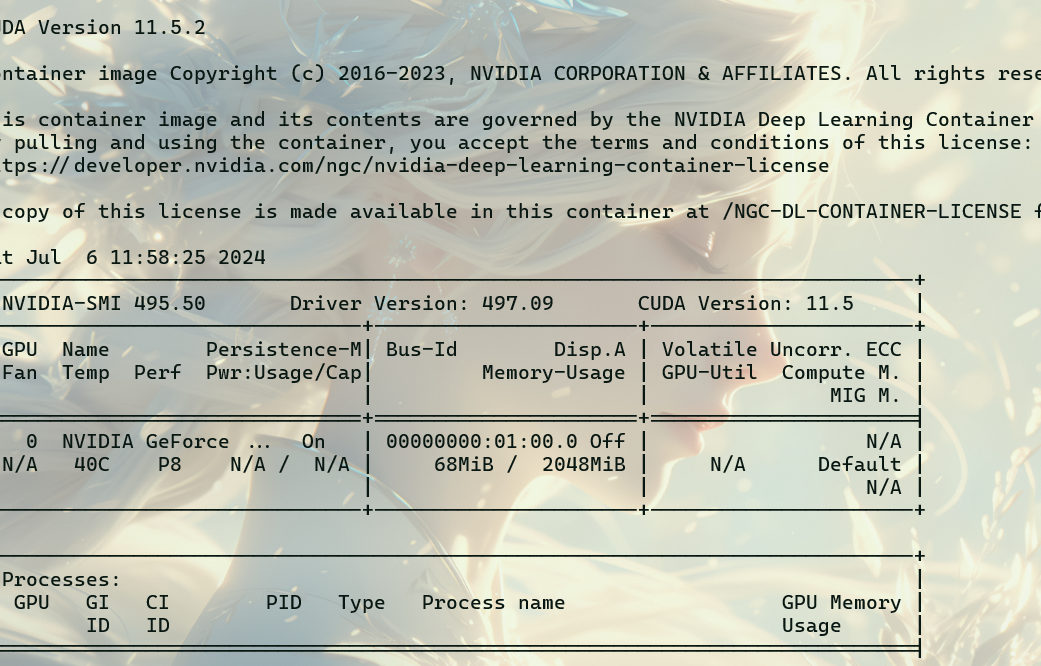 DA Version 11.5.2
ntainer image Copyright (c) 2016-2023, NVIDIA CORPORATION & AFFILIATES. All rights rese
is container image and its contents are governed by the NVIDIA Deep Learning Container
pulling and using the container, you accept the terms and conditions of this license:
tps://developer.nvidia.com/ngc/nvidia-deep-learning-container-license
copy of this license is made available in this container at /NGC-DL-CONTAINER-LICENSE f
t Jul  6 11:58:25 2024
NVIDIA-SMI 495.50       Driver Version: 497.09       CUDA Version: 11.5     |
GPU  Name        Persistence-M| Bus-Id        Disp.A | Volatile Uncorr. ECC |
Fan  Temp  Perf  Pwr:Usage/Cap|         Memory-Usage | GPU-Util  Compute M. |
|                      |               MIG M. |
0  NVIDIA GeForce  ...  On   | 00000000:01:00.0 Off |                  N/A |
N/A   40C    P8    N/A /  N/A |     68MiB /  2048MiB |     N/A      Default |
|                      |                  N/A |
Processes:                                                                  |
GPU   GI   CI        PID   Type   Process name                  GPU Memory |
ID   ID                                                   Usage      |